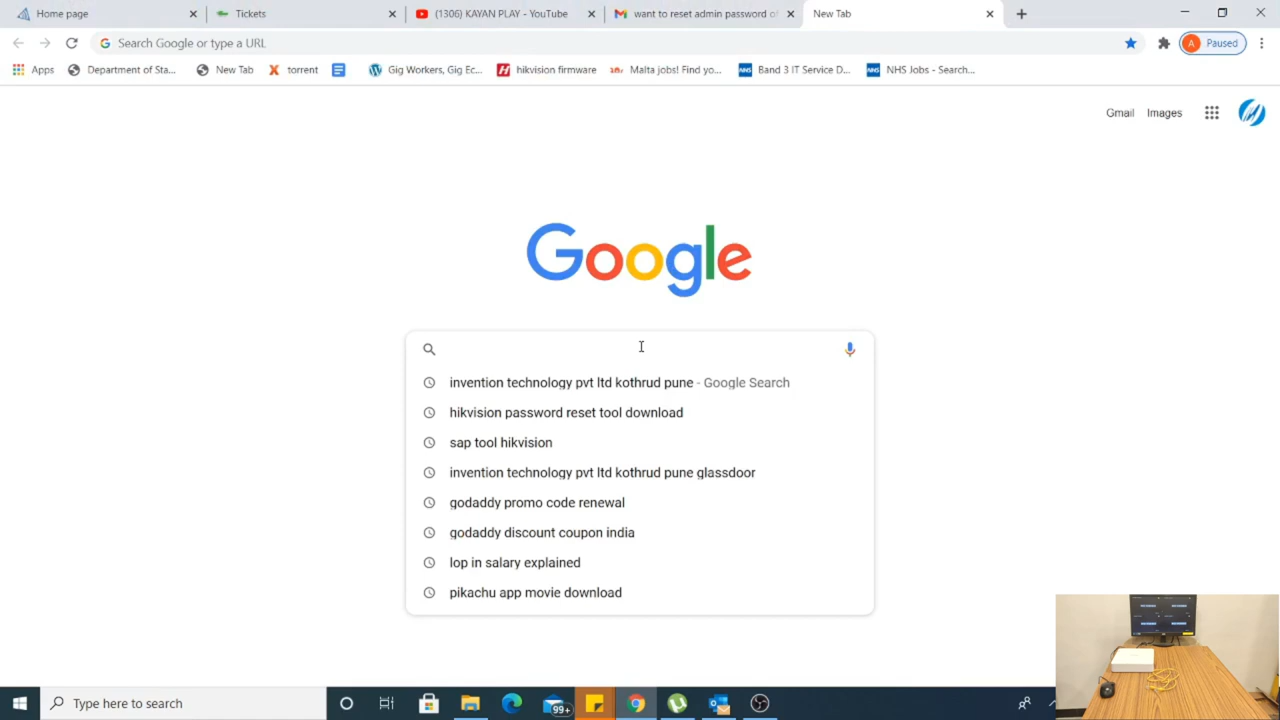 Home page
Tickets
(1306) KAYAN PLAY - YouTube
want to reset admin password of
New Tab
Search Google or type a URL
A Paused
Apps
Department of Sta...
New Tab
torrent
Gig Workers, Gig Ec...
hikvision firmware
Malta jobs! Find yo...
NHS Band 3 IT Service D...
NHS NHS Jobs - Search...
Gmail Images
Google
invention technology pvt ltd kothrud pune - Google Search
hikvision password reset tool download
sap tool hikvision
invention technology pvt ltd kothrud pune glassdoor
godaddy promo code renewal
godaddy discount coupon india
lop in salary explained
pikachu app movie download
Type here to search
99+